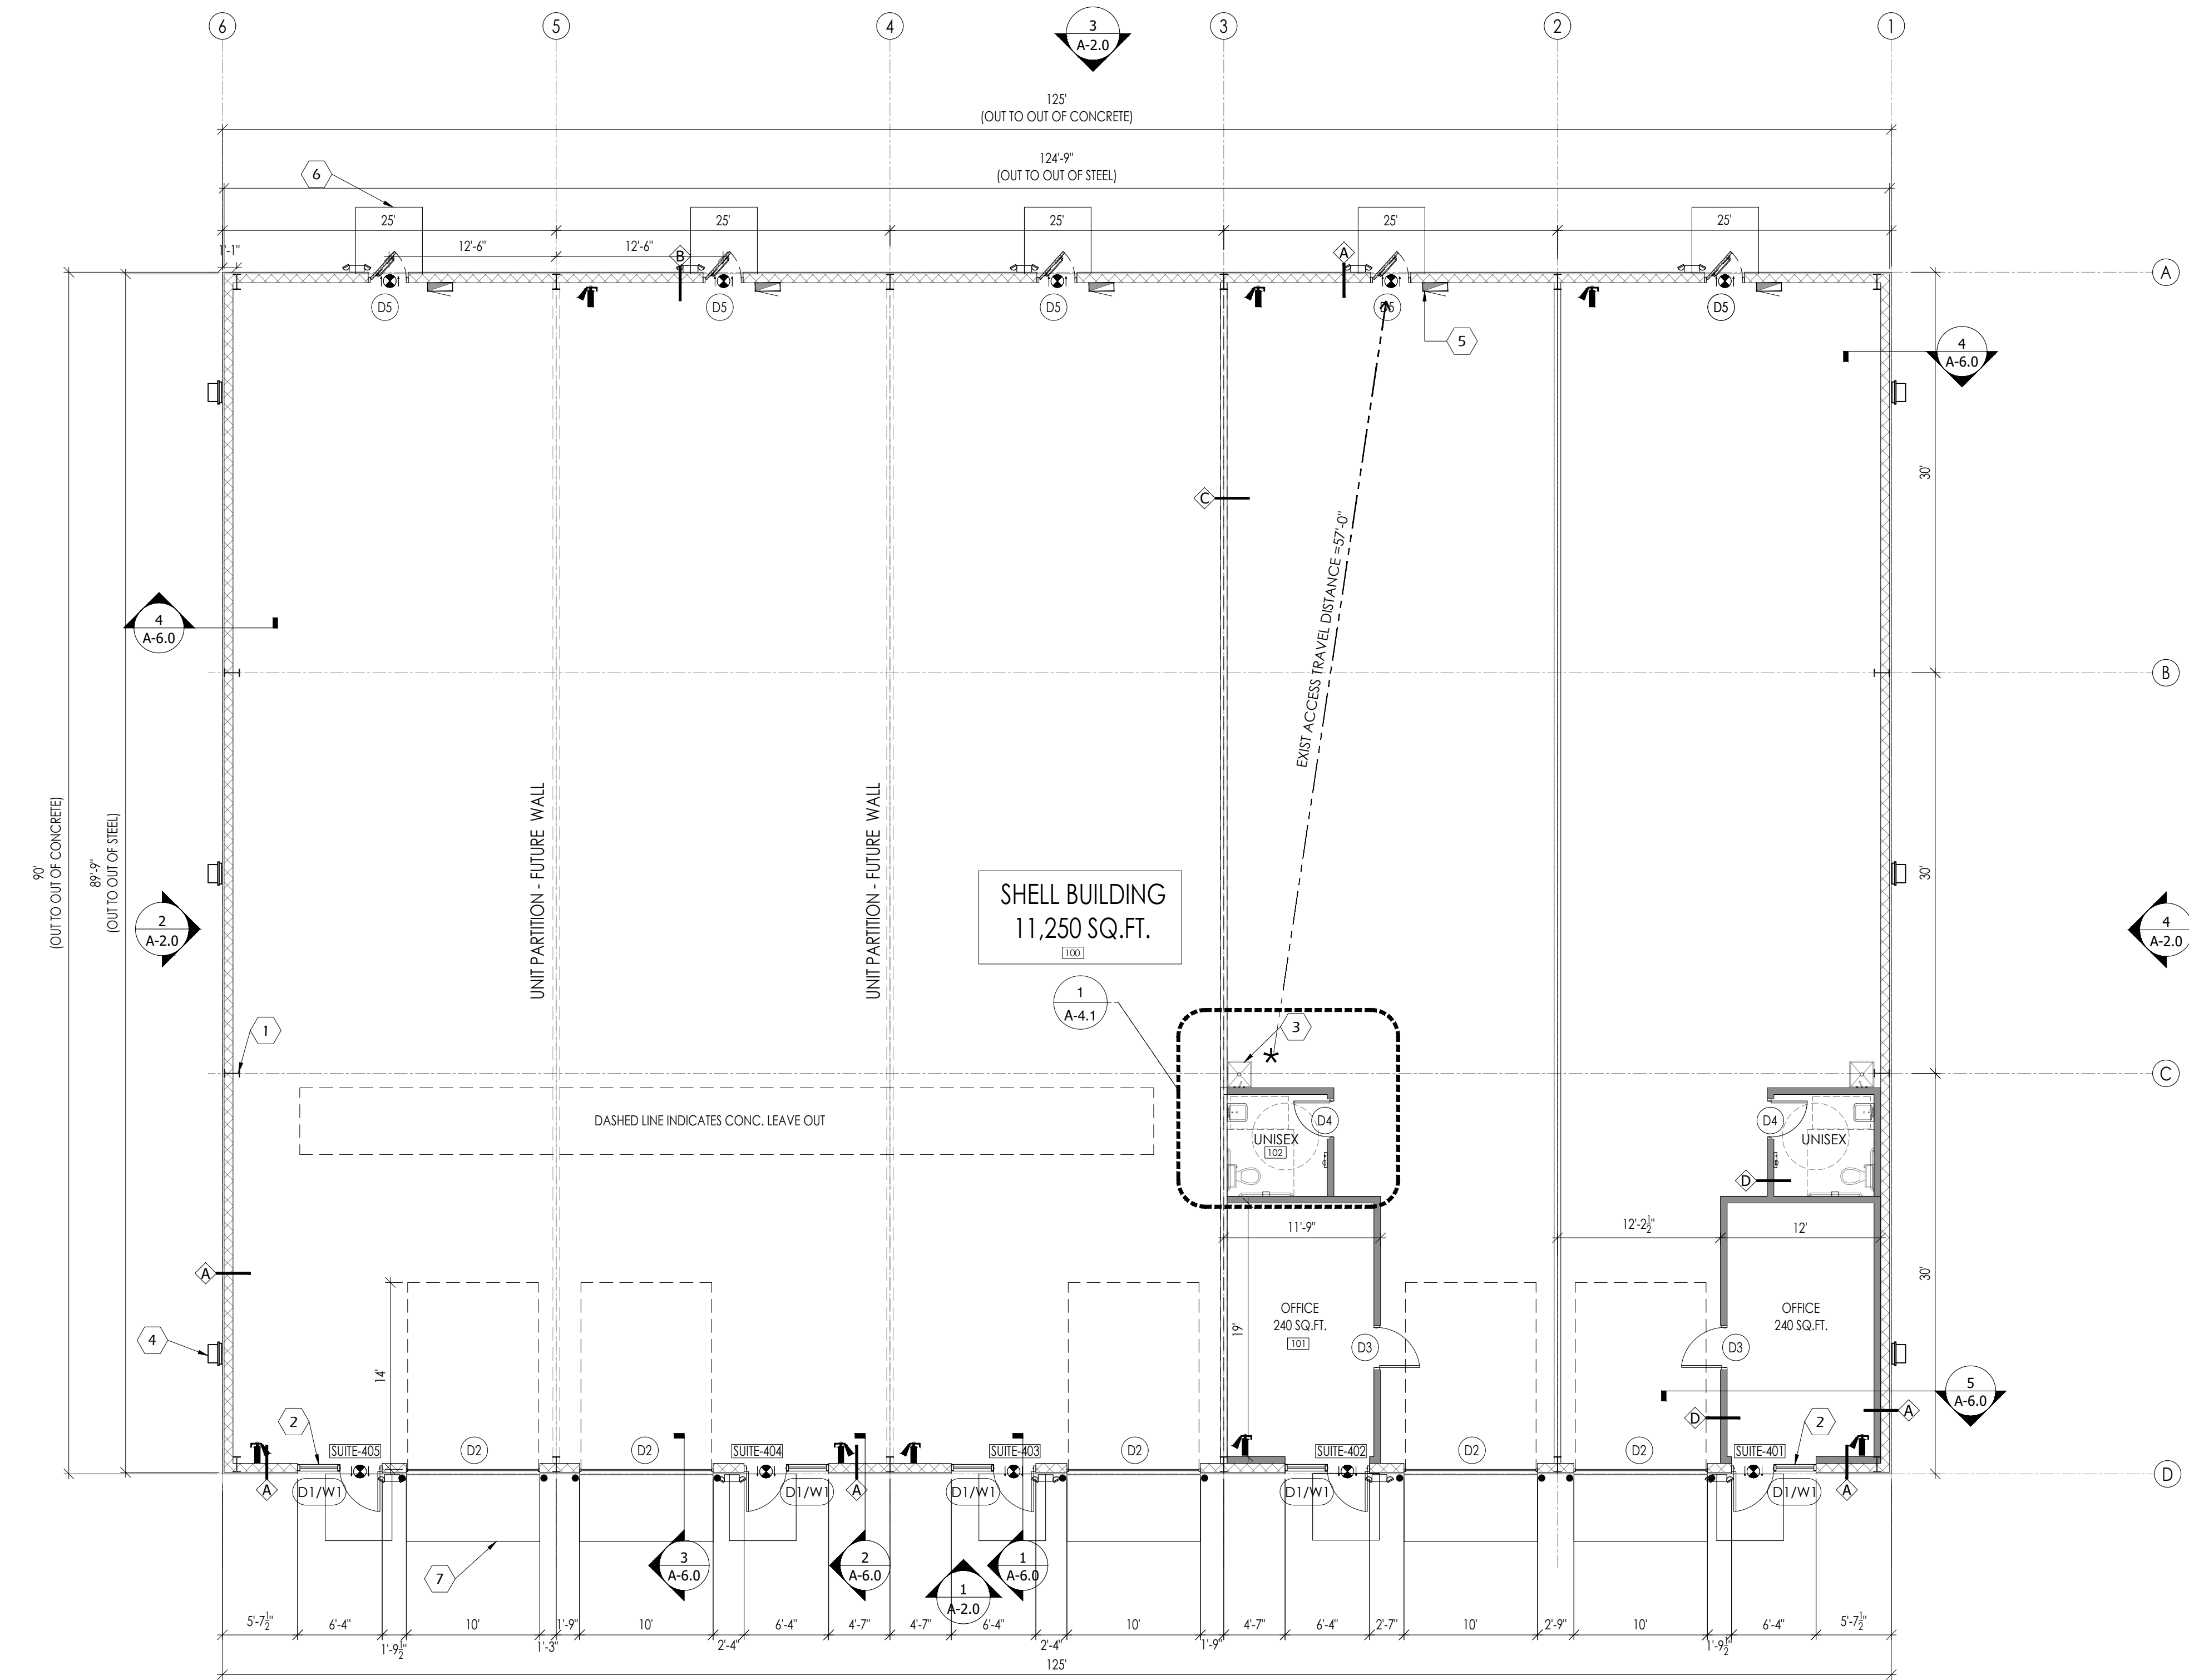 6
5
4
3
2
1
3
A-2.0
125'
(OUT TO OUT OF CONCRETE)
124'-9"
(OUT TO OUT OF STEEL)
6
25'
25'
25'
25'
25'
1'-1"
12'-6"
12'-6"
B
A
A
D5
D5
D5
D5
D5
5
4
A-6.0
30'
C
EXIST ACCESS TRAVEL DISTANCE =57'-0"
4
A-6.0
B
90'
(OUT TO OUT OF CONCRETE)
89'-9"
(OUT TO OUT OF STEEL)
UNIT PARTITION - FUTURE WALL
UNIT PARTITION - FUTURE WALL
SHELL BUILDING
11,250 SQ.FT.
100
30'
2
A-2.0
4
A-2.0
1
A-4.1
1
3
C
DASHED LINE INDICATES CONC. LEAVE OUT
D4
UNISEX
102
D4
UNISEX
D
11'-9"
12'-2½"
12'
A
30'
4
14'
19'
OFFICE
240 SQ.FT.
101
D3
OFFICE
240 SQ.FT.
D3
5
A-6.0
2
D
2
A
SUITE-405
D2
D2
SUITE-404
SUITE-403
D2
SUITE-402
D2
D2
SUITE-401
D
A
D1/W1
D1/W1
A
D1/W1
D1/W1
D1/W1
A
7
3
A-6.0
2
A-6.0
1
A-6.0
1
A-2.0
5'-7½"
6'-4"
1'-9½"
10'
1'-3"
1'-9"
10'
2'-4"
6'-4"
4'-7"
4'-7"
6'-4"
2'-4"
10'
1'-9"
4'-7"
6'-4"
2'-7"
10'
2'-9"
10'
1'-9½"
6'-4"
5'-7½"
125'